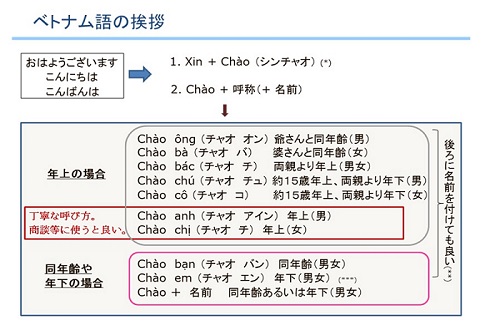 ベトナム語の挨拶
おはようございます
こんにちは
こんばんは
1. Xin + Chào (シンチャオ) (*)
2. Chào + 呼称(+ 名前)
年上の場合
Chào ông (チャオ オン) 爺さんと同年齢(男)
Chào bà (チャオ バ) 婆さんと同年齢(女)
Chào bác (チャオ チ) 両親より年上(男女)
Chào chú (チャオ チュ) 約15歳年上、両親より年下(男)
Chào cô (チャオ コ) 約15歳年上、両親より年下(女)
丁寧な呼び方。
商談等に使うと良い。
Chào anh (チャオ アイン) 年上(男)
Chào chị (チャオ チ) 年上(女)
同年齢や
年下の場合
Chào bạn (チャオ バン) 同年齢(男女)
Chào em (チャオ エン) 年下(男女) (***)
Chào + 名前 同年齢あるいは年下(男女)
後ろに名前を付けても良い(**)